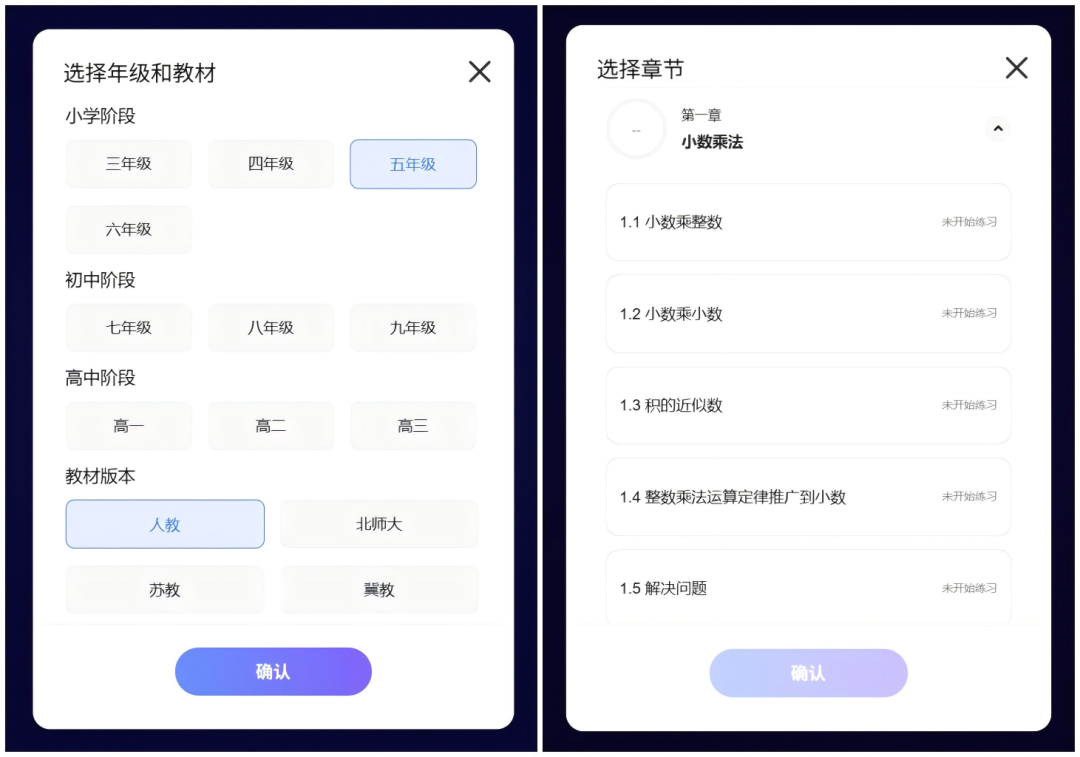 选择年级和教材
小学阶段
三年级
四年级
五年级
六年级
初中阶段
七年级
八年级
九年级
高中阶段
高一
高二
高三
教材版本
人教
北师大
苏教
冀教
确认
选择章节
--
第一章
小数乘法
1.1 小数乘整数
未开始练习
1.2 小数乘小数
未开始练习
1.3 积的近似数
未开始练习
1.4 整数乘法运算定律推广到小数
未开始练习
1.5 解决问题
未开始练习
确认